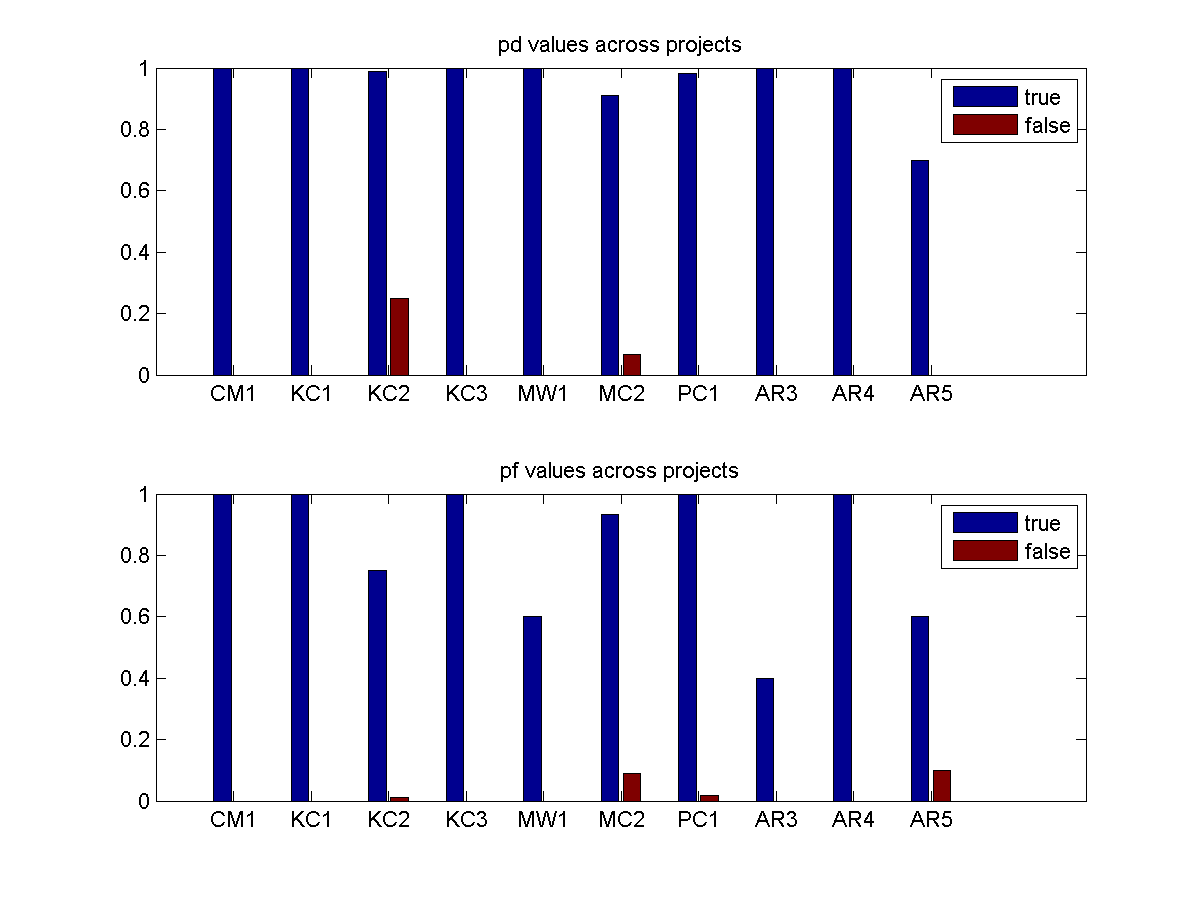 pd values across projects
1
0.8
0.6
0.4
0.2
0
true
false
CM1 KC1 KC2 KC3 MW1 MC2 PC1 AR3 AR4 AR5
pf values across projects
1
0.8
0.6
0.4
0.2
0
true
false
CM1 KC1 KC2 KC3 MW1 MC2 PC1 AR3 AR4 AR5